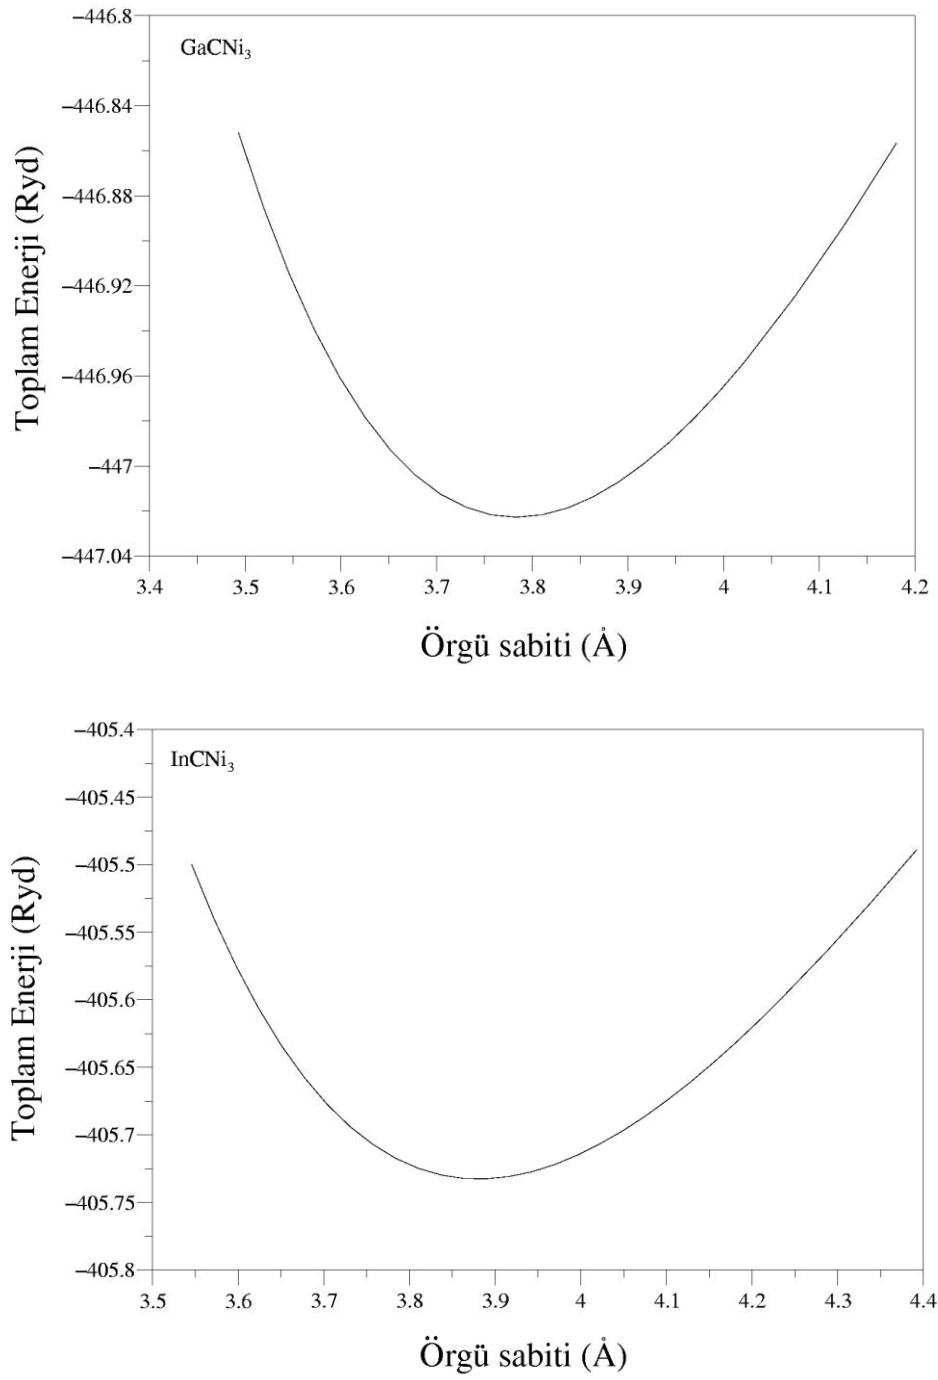 GaCNi₃
Toplam Enerji (Ryd)
−446.8
−446.84
−446.88
−446.92
−446.96
−447
−447.04
3.4 3.5 3.6 3.7 3.8 3.9 4 4.1 4.2
Örgü sabiti (Å)
InCNi₃
Toplam Enerji (Ryd)
−405.4
−405.45
−405.5
−405.55
−405.6
−405.65
−405.7
−405.75
−405.8
3.5 3.6 3.7 3.8 3.9 4 4.1 4.2 4.3 4.4
Örgü sabiti (Å)